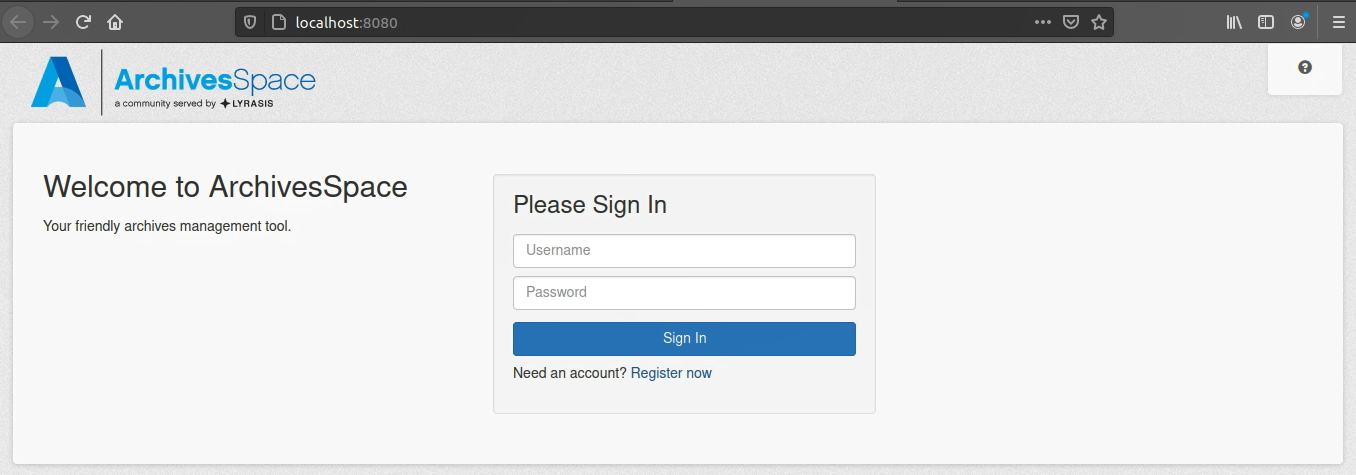 localhost:8080
ArchivesSpace
a community served by LYRASIS
Welcome to ArchivesSpace
Your friendly archives management tool.
Please Sign In
Username
Password
Sign In
Need an account? Register now